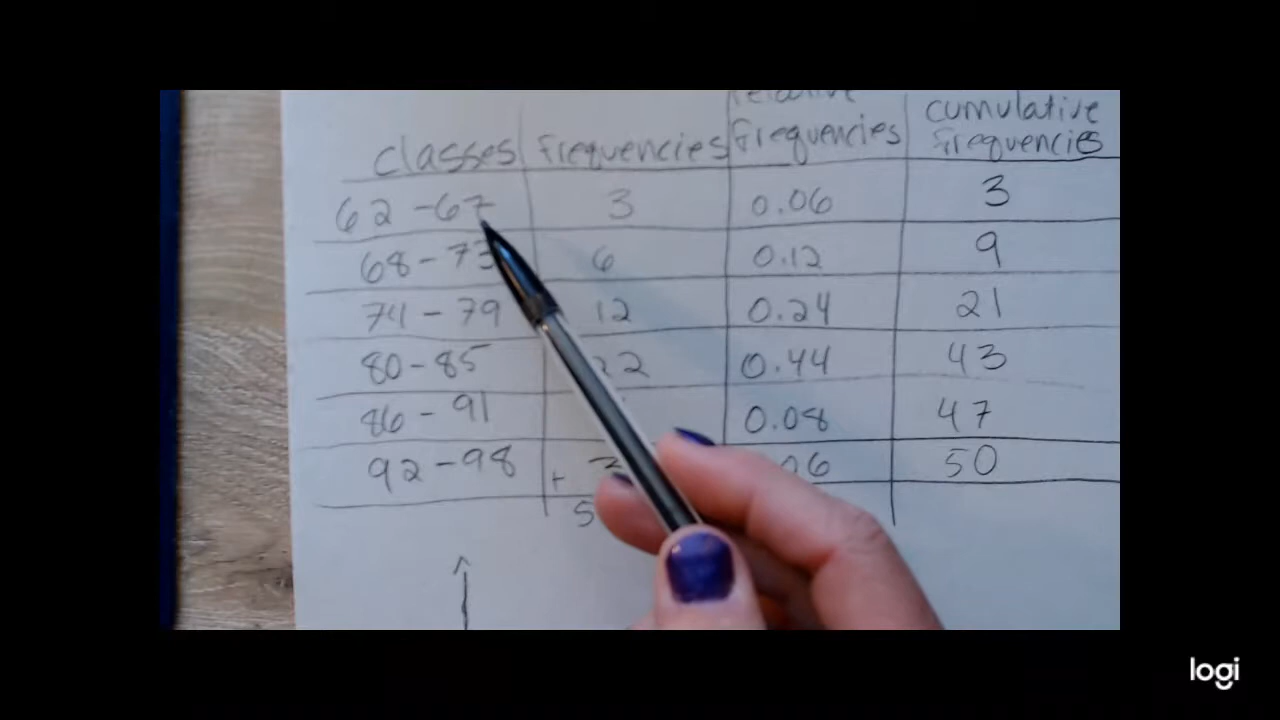 cumulative
classes Frequencies Frequencies Frequencies
62 - 67 3 0.06 3
68 - 73 6 0.12 9
74 - 79 12 0.24 21
80 - 85 22 0.44 43
86 - 91 0.08 47
92 - 98 + 50
logi